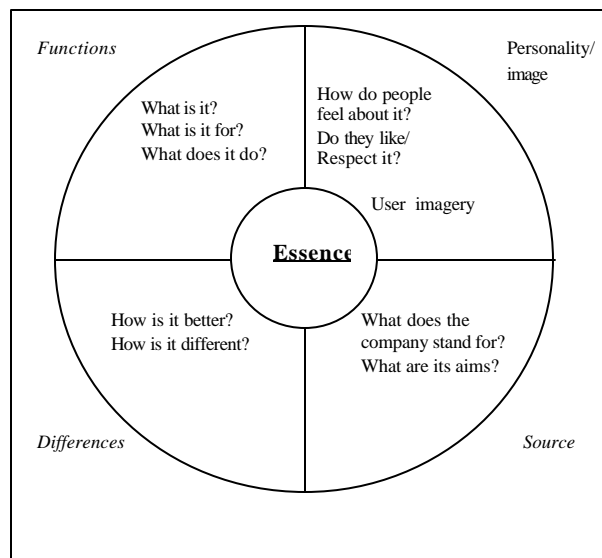 Functions
Personality/
image
What is it?
What is it for?
What does it do?
How do people
feel about it?
Do they like/
Respect it?
User imagery
Essence
How is it better?
How is it different?
What does the
company stand for?
What are its aims?
Differences
Source